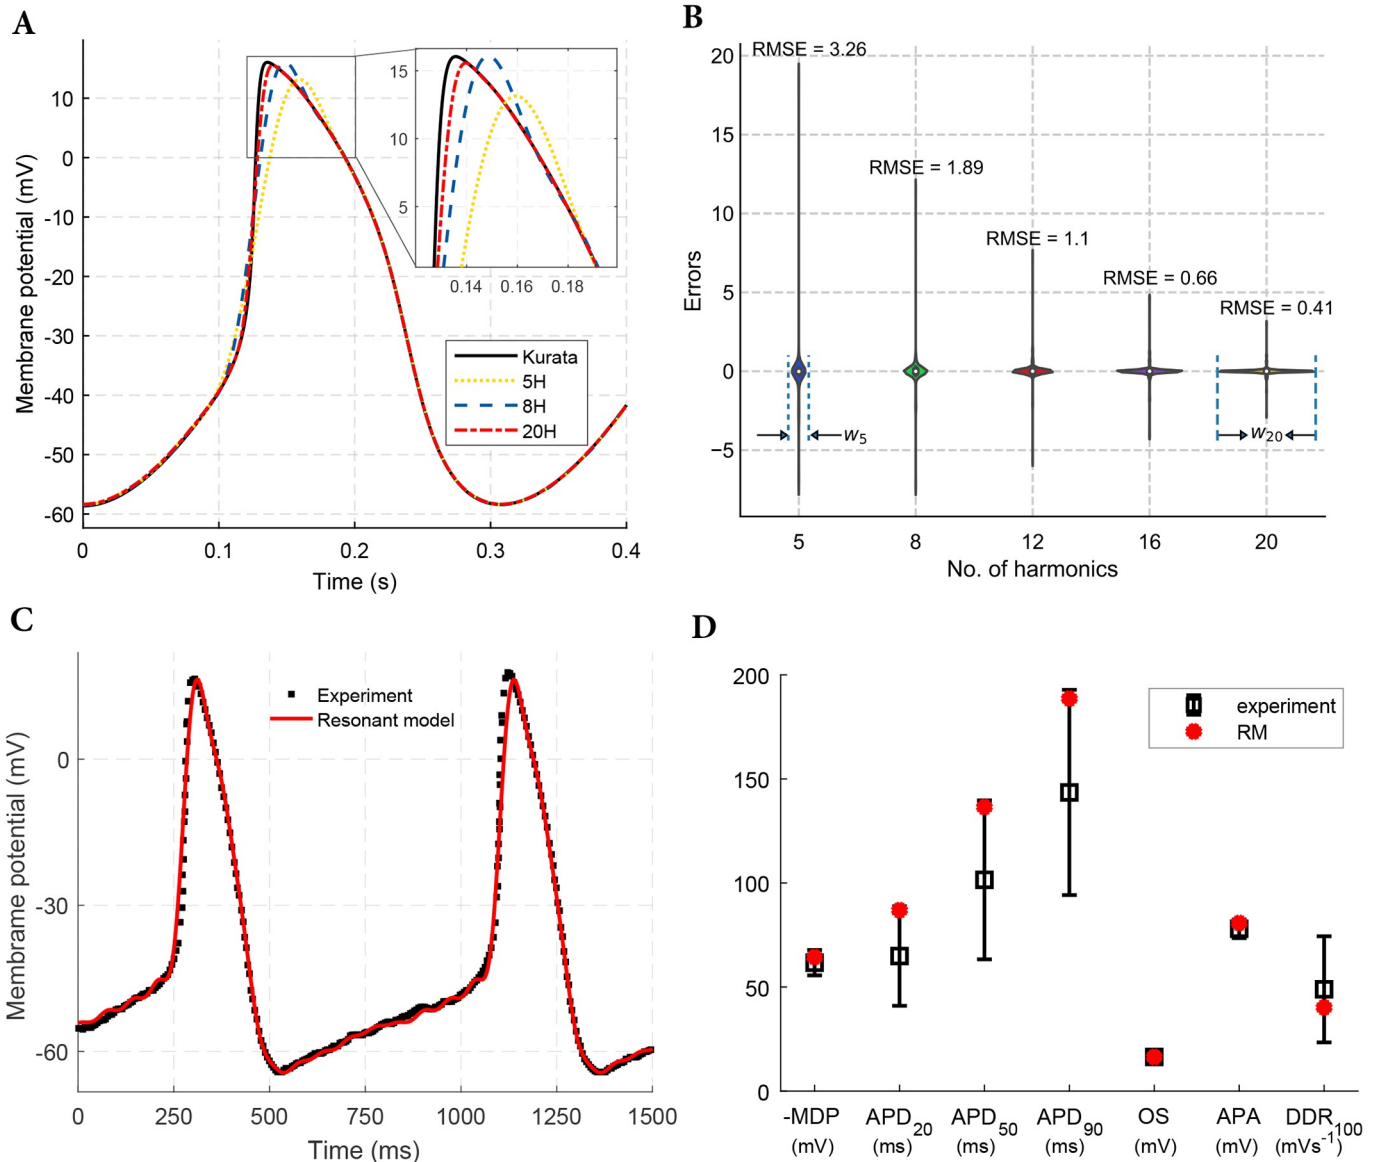 A
Membrane potential (mV)
10
0
-10
-20
-30
-40
-50
-60
0
0.1
0.2
0.3
0.4
Time (s)
15
10
5
0.14
0.16
0.18
Kurata
5H
8H
20H
B
Errors
20
15
10
5
0
−5
RMSE = 3.26
RMSE = 1.89
RMSE = 1.1
RMSE = 0.66
RMSE = 0.41
w5
w20
5
8
12
16
20
No. of harmonics
C
Membrame potential (mV)
0
-30
-60
Experiment
Resonant model
0
250
500
750
1000
1250
1500
Time (ms)
D
200
150
100
50
0
experiment
RM
-MDP
(mV)
APD20
(ms)
APD50
(ms)
APD90
(ms)
OS
(mV)
APA
(mV)
DDR100
(mVs-1)